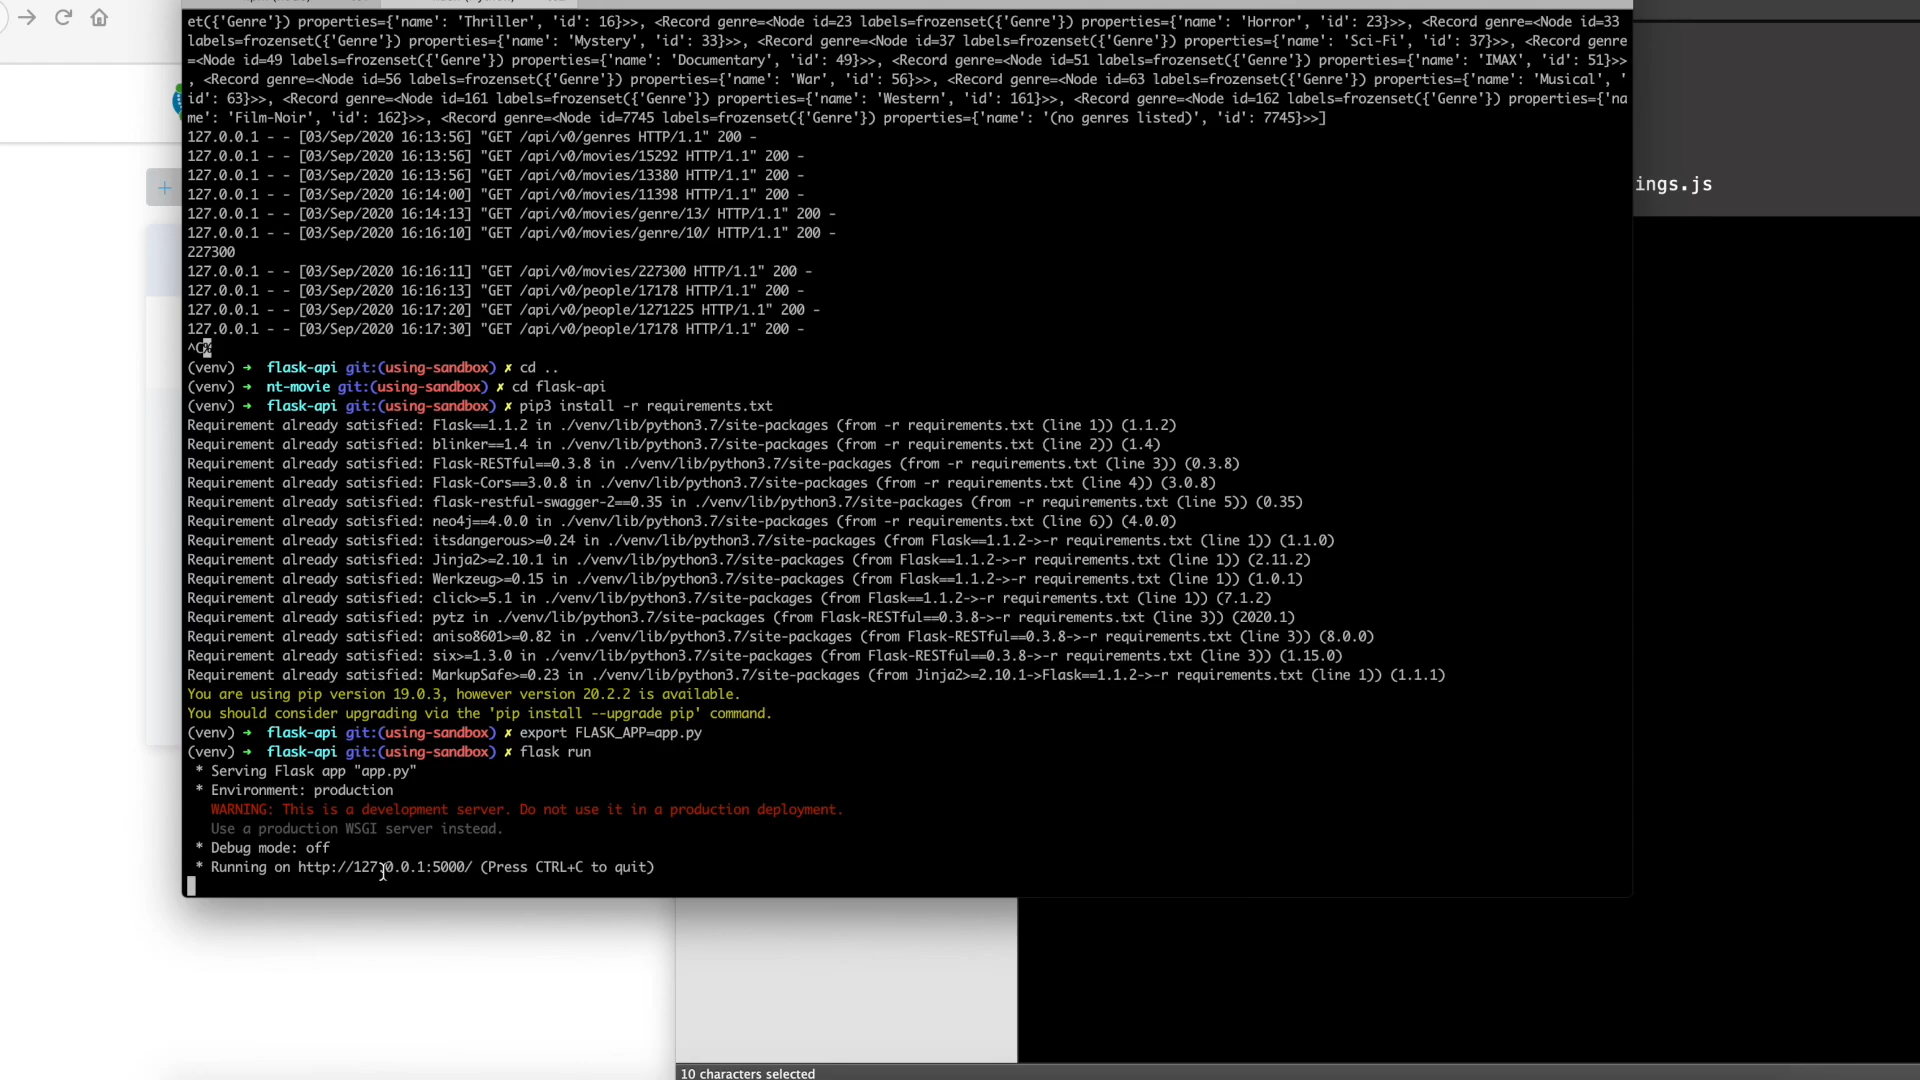 et({'Genre'}) properties={'name': 'Thriller', 'id': 16}>>, <Record genre=<Node id=23 labels=frozenset({'Genre'}) properties={'name': 'Horror', 'id': 23}>>, <Record genre=<Node id=33
labels=frozenset({'Genre'}) properties={'name': 'Mystery', 'id': 33}>>, <Record genre=<Node id=37 labels=frozenset({'Genre'}) properties={'name': 'Sci-Fi', 'id': 37}>>, <Record genre
=<Node id=49 labels=frozenset({'Genre'}) properties={'name': 'Documentary', 'id': 49}>>, <Record genre=<Node id=51 labels=frozenset({'Genre'}) properties={'name': 'IMAX', 'id': 51}>>
, <Record genre=<Node id=56 labels=frozenset({'Genre'}) properties={'name': 'War', 'id': 56}>>, <Record genre=<Node id=63 labels=frozenset({'Genre'}) properties={'name': 'Musical', '
id': 63}>>, <Record genre=<Node id=161 labels=frozenset({'Genre'}) properties={'name': 'Western', 'id': 161}>>, <Record genre=<Node id=162 labels=frozenset({'Genre'}) properties={'na
me': 'Film-Noir', 'id': 162}>>, <Record genre=<Node id=7745 labels=frozenset({'Genre'}) properties={'name': '(no genres listed)', 'id': 7745}>>]
127.0.0.1 - - [03/Sep/2020 16:13:56] "GET /api/v0/genres HTTP/1.1" 200 -
127.0.0.1 - - [03/Sep/2020 16:13:56] "GET /api/v0/movies/15292 HTTP/1.1" 200 -
127.0.0.1 - - [03/Sep/2020 16:13:56] "GET /api/v0/movies/13380 HTTP/1.1" 200 -
127.0.0.1 - - [03/Sep/2020 16:14:00] "GET /api/v0/movies/11398 HTTP/1.1" 200 -
127.0.0.1 - - [03/Sep/2020 16:14:13] "GET /api/v0/movies/genre/13/ HTTP/1.1" 200 -
127.0.0.1 - - [03/Sep/2020 16:16:10] "GET /api/v0/movies/genre/10/ HTTP/1.1" 200 -
227300
127.0.0.1 - - [03/Sep/2020 16:16:11] "GET /api/v0/movies/227300 HTTP/1.1" 200 -
127.0.0.1 - - [03/Sep/2020 16:16:13] "GET /api/v0/people/17178 HTTP/1.1" 200 -
127.0.0.1 - - [03/Sep/2020 16:17:20] "GET /api/v0/people/1271225 HTTP/1.1" 200 -
127.0.0.1 - - [03/Sep/2020 16:17:30] "GET /api/v0/people/17178 HTTP/1.1" 200 -
^C%
(venv) ➜ flask-api git:(using-sandbox) ✗ cd ..
(venv) ➜ nt-movie git:(using-sandbox) ✗ cd flask-api
(venv) ➜ flask-api git:(using-sandbox) ✗ pip3 install -r requirements.txt
Requirement already satisfied: Flask==1.1.2 in ./venv/lib/python3.7/site-packages (from -r requirements.txt (line 1)) (1.1.2)
Requirement already satisfied: blinker==1.4 in ./venv/lib/python3.7/site-packages (from -r requirements.txt (line 2)) (1.4)
Requirement already satisfied: Flask-RESTful==0.3.8 in ./venv/lib/python3.7/site-packages (from -r requirements.txt (line 3)) (0.3.8)
Requirement already satisfied: Flask-Cors==3.0.8 in ./venv/lib/python3.7/site-packages (from -r requirements.txt (line 4)) (3.0.8)
Requirement already satisfied: flask-restful-swagger-2==0.35 in ./venv/lib/python3.7/site-packages (from -r requirements.txt (line 5)) (0.35)
Requirement already satisfied: neo4j==4.0.0 in ./venv/lib/python3.7/site-packages (from -r requirements.txt (line 6)) (4.0.0)
Requirement already satisfied: itsdangerous>=0.24 in ./venv/lib/python3.7/site-packages (from Flask==1.1.2->-r requirements.txt (line 1)) (1.1.0)
Requirement already satisfied: Jinja2>=2.10.1 in ./venv/lib/python3.7/site-packages (from Flask==1.1.2->-r requirements.txt (line 1)) (2.11.2)
Requirement already satisfied: Werkzeug>=0.15 in ./venv/lib/python3.7/site-packages (from Flask==1.1.2->-r requirements.txt (line 1)) (1.0.1)
Requirement already satisfied: click>=5.1 in ./venv/lib/python3.7/site-packages (from Flask==1.1.2->-r requirements.txt (line 1)) (7.1.2)
Requirement already satisfied: pytz in ./venv/lib/python3.7/site-packages (from Flask-RESTful==0.3.8->-r requirements.txt (line 3)) (2020.1)
Requirement already satisfied: aniso8601>=0.82 in ./venv/lib/python3.7/site-packages (from Flask-RESTful==0.3.8->-r requirements.txt (line 3)) (8.0.0)
Requirement already satisfied: six>=1.3.0 in ./venv/lib/python3.7/site-packages (from Flask-RESTful==0.3.8->-r requirements.txt (line 3)) (1.15.0)
Requirement already satisfied: MarkupSafe>=0.23 in ./venv/lib/python3.7/site-packages (from Jinja2>=2.10.1->Flask==1.1.2->-r requirements.txt (line 1)) (1.1.1)
You are using pip version 19.0.3, however version 20.2.2 is available.
You should consider upgrading via the 'pip install --upgrade pip' command.
(venv) ➜ flask-api git:(using-sandbox) ✗ export FLASK_APP=app.py
(venv) ➜ flask-api git:(using-sandbox) ✗ flask run
* Serving Flask app "app.py"
* Environment: production
WARNING: This is a development server. Do not use it in a production deployment.
Use a production WSGI server instead.
* Debug mode: off
* Running on http://127.0.0.1:5000/ (Press CTRL+C to quit)
ings.js
10 characters selected